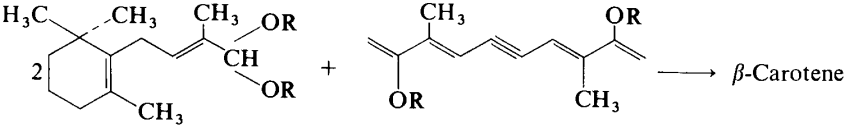 H₃C CH₃ CH₃ OR
CH₃ OR
2 CH + ⟶ β-Carotene
OR OR
CH₃ CH₃